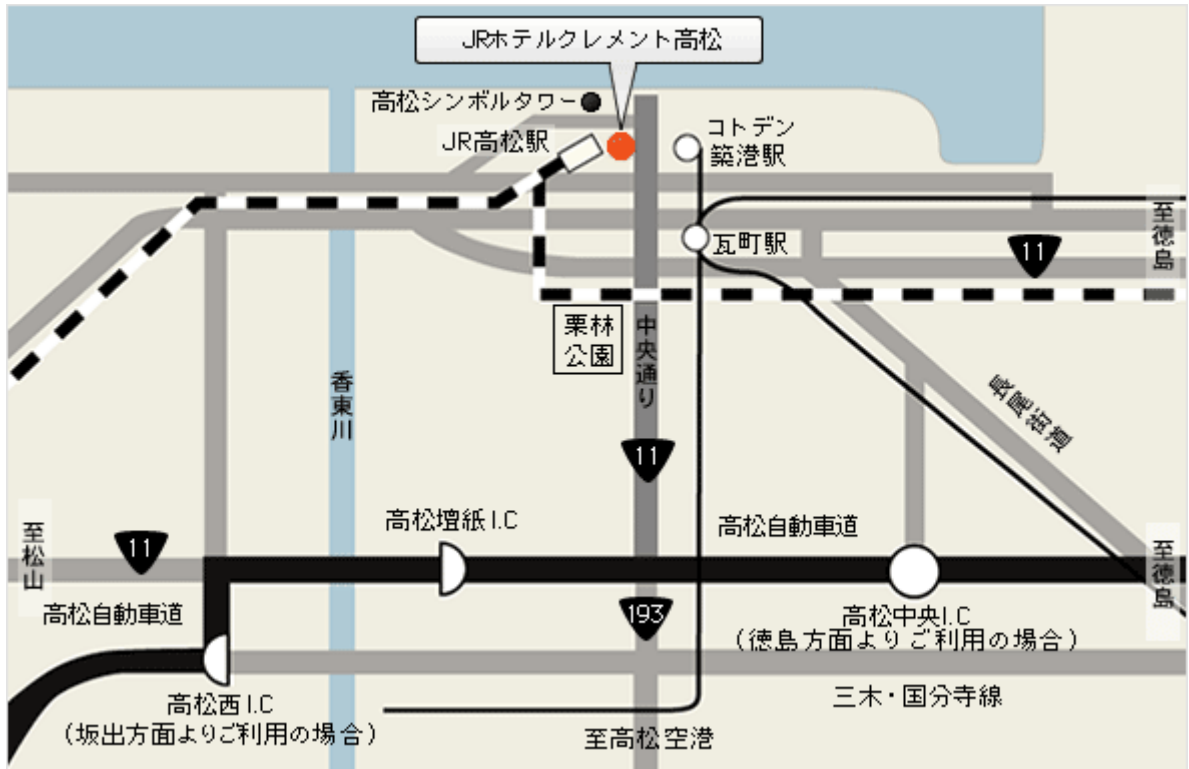 JRホテルクレメント高松
高松シンボルタワー
JR高松駅
コトデン
築港駅
至徳島
瓦町駅
11
栗林
公園
中央通り
香東川
長尾街道
11
高松壇紙I.C
高松自動車道
至松山
11
至徳島
高松自動車道
193
高松中央I.C
(徳島方面よりご利用の場合)
高松西I.C
(坂出方面よりご利用の場合)
三木・国分寺線
至高松空港